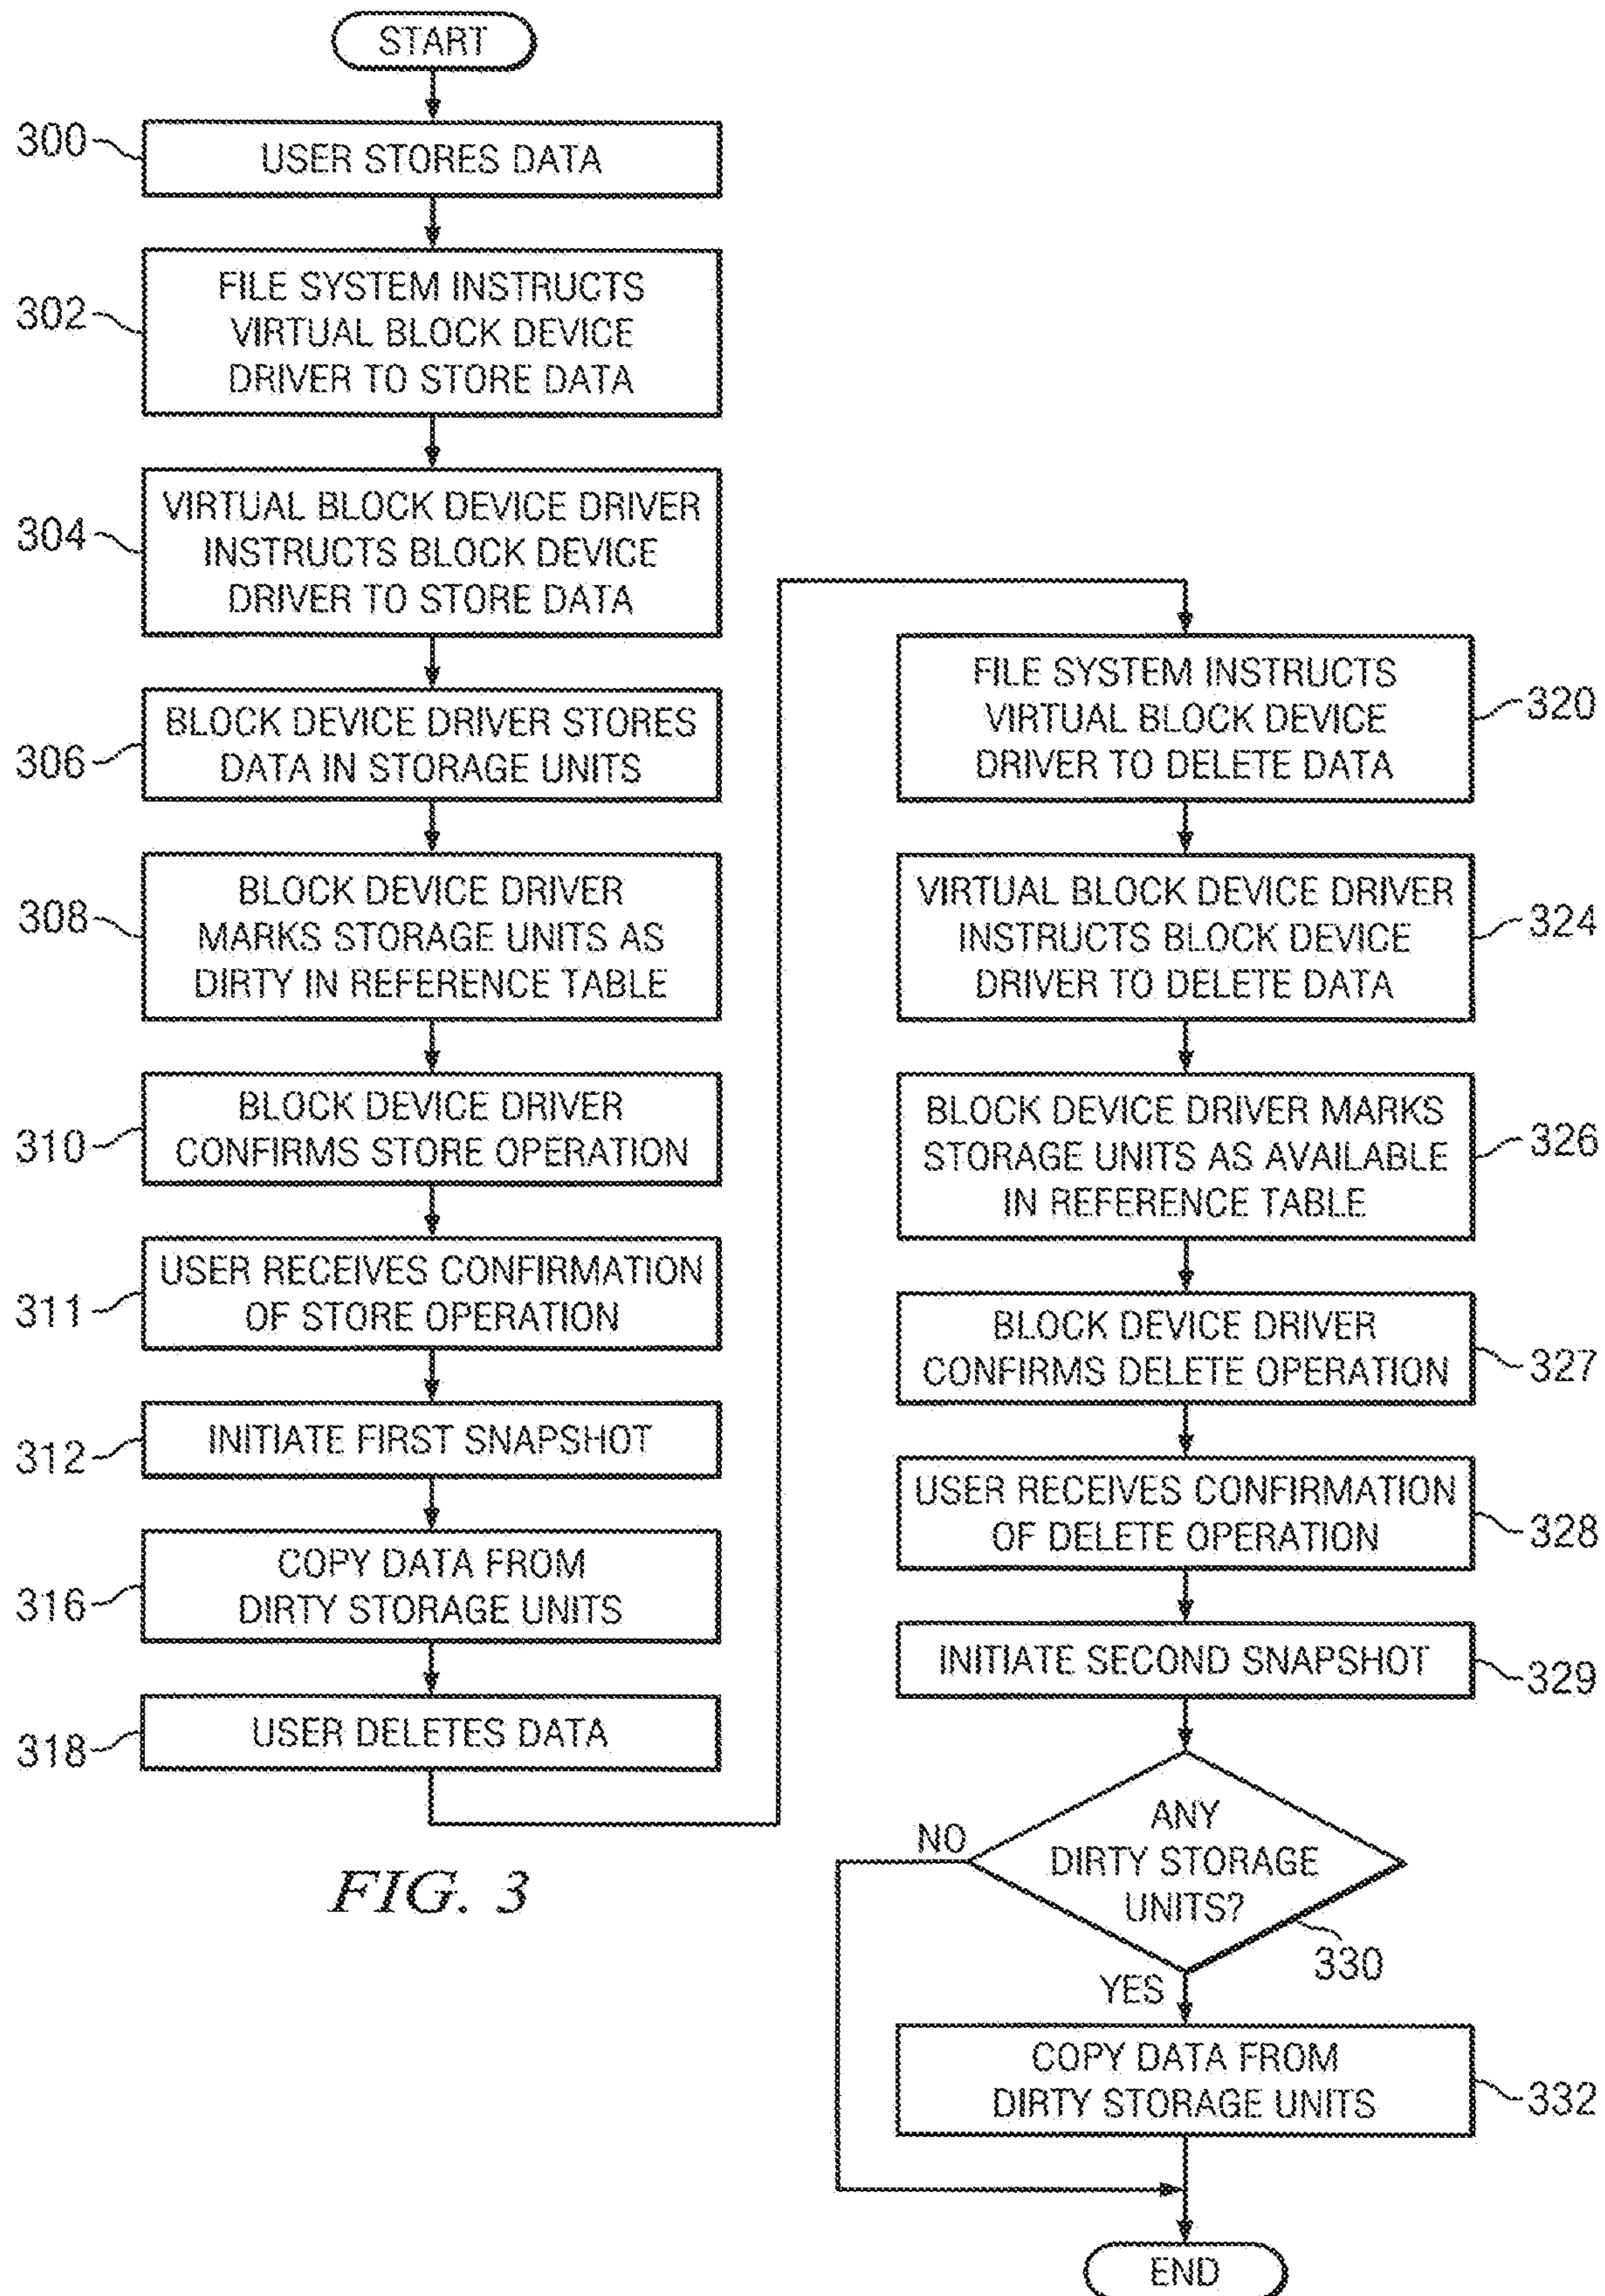 START
300
USER STORES DATA
302
FILE SYSTEM INSTRUCTS
VIRTUAL BLOCK DEVICE
DRIVER TO STORE DATA
304
VIRTUAL BLOCK DEVICE DRIVER
INSTRUCTS BLOCK DEVICE
DRIVER TO STORE DATA
306
BLOCK DEVICE DRIVER STORES
DATA IN STORAGE UNITS
308
BLOCK DEVICE DRIVER
MARKS STORAGE UNITS AS
DIRTY IN REFERENCE TABLE
310
BLOCK DEVICE DRIVER
CONFIRMS STORE OPERATION
311
USER RECEIVES CONFIRMATION
OF STORE OPERATION
312
INITIATE FIRST SNAPSHOT
316
COPY DATA FROM
DIRTY STORAGE UNITS
318
USER DELETES DATA
FILE SYSTEM INSTRUCTS
VIRTUAL BLOCK DEVICE
DRIVER TO DELETE DATA
320
VIRTUAL BLOCK DEVICE DRIVER
INSTRUCTS BLOCK DEVICE
DRIVER TO DELETE DATA
324
BLOCK DEVICE DRIVER MARKS
STORAGE UNITS AS AVAILABLE
IN REFERENCE TABLE
326
BLOCK DEVICE DRIVER
CONFIRMS DELETE OPERATION
327
USER RECEIVES CONFIRMATION
OF DELETE OPERATION
328
INITIATE SECOND SNAPSHOT
329
ANY
DIRTY STORAGE
UNITS?
330
NO
YES
COPY DATA FROM
DIRTY STORAGE UNITS
332
END
FIG. 3